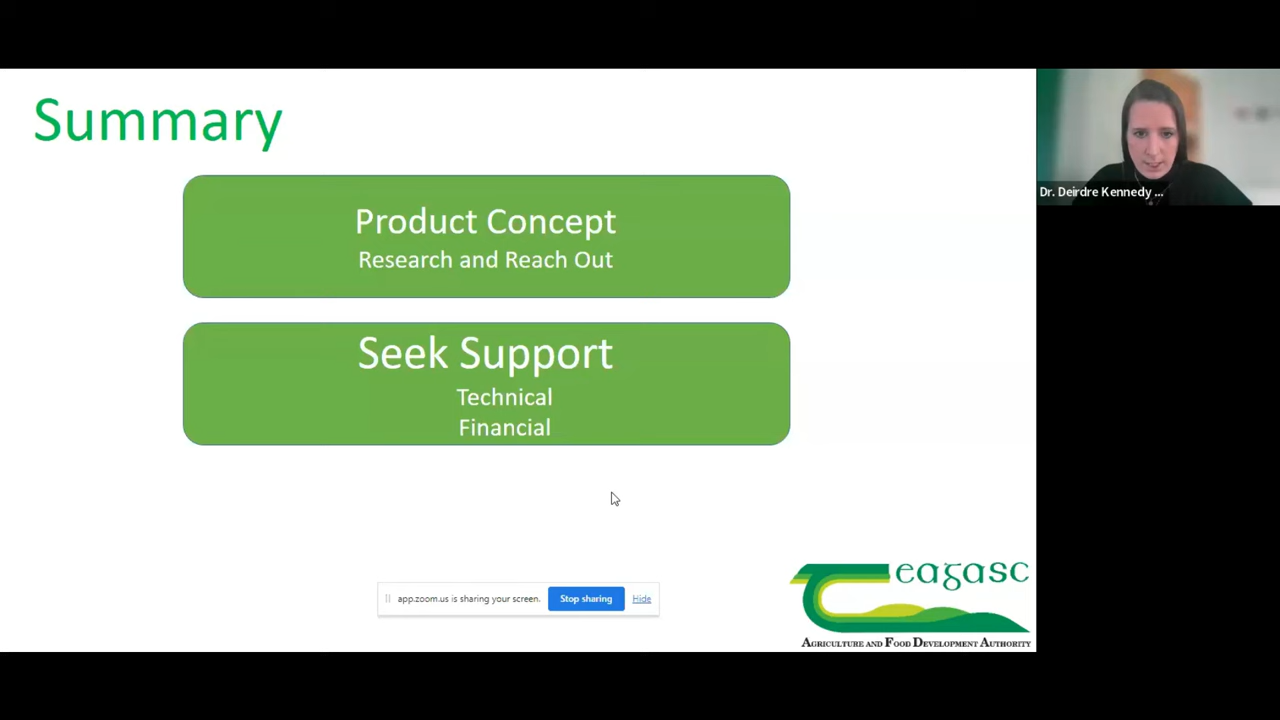 Summary
Product Concept
Research and Reach Out
Seek Support
Technical
Financial
app.zoom.us is sharing your screen. Stop sharing Hide
eagasc
AGRICULTURE AND FOOD DEVELOPMENT AUTHORITY
Dr. Deirdre Kennedy ...